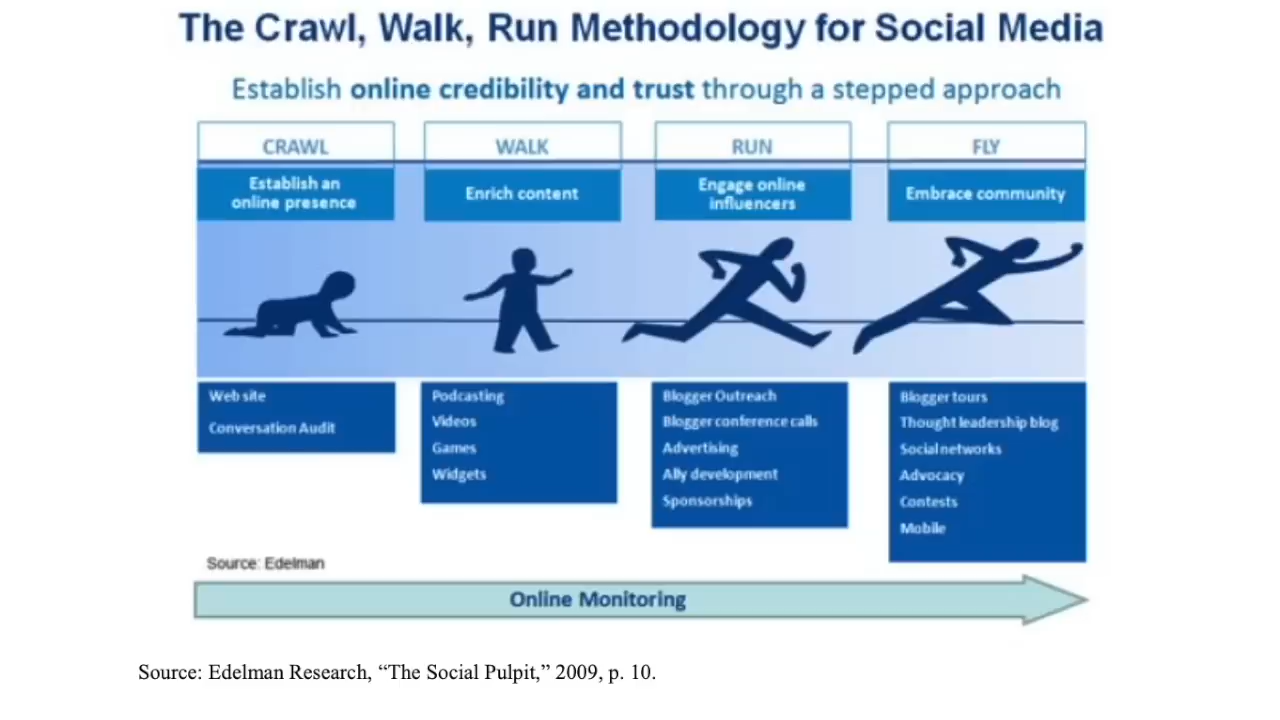 The Crawl, Walk, Run Methodology for Social Media
Establish online credibility and trust through a stepped approach
CRAWL
Establish an
online presence
Web site
Conversation Audit
WALK
Enrich content
Podcasting
Videos
Games
Widgets
RUN
Engage online
influencers
Blogger Outreach
Blogger conference calls
Advertising
Ally development
Sponsorships
FLY
Embrace community
Blogger tours
Thought leadership blog
Social networks
Advocacy
Contests
Mobile
Source: Edelman
Online Monitoring
Source: Edelman Research, “The Social Pulpit,” 2009, p. 10.